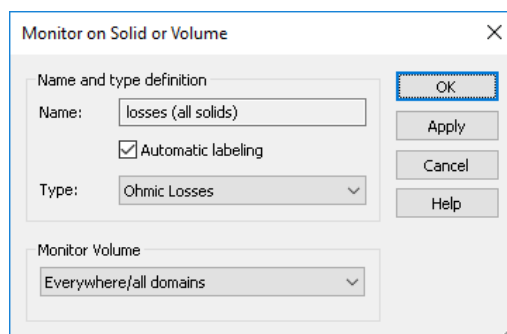 Monitor on Solid or Volume
Name and type definition
Name: losses (all solids)
Automatic labeling
Type: Ohmic Losses
Monitor Volume
Everywhere/all domains
OK
Apply
Cancel
Help